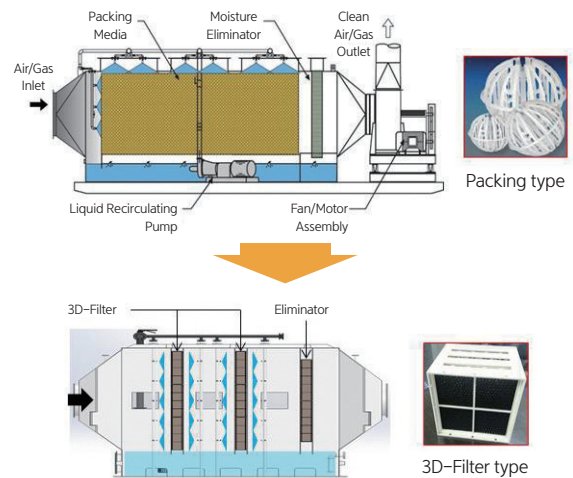 Packing
Media
Moisture
Eliminator
Clean
Air/Gas
Outlet
Air/Gas
Inlet
Liquid Recirculating
Pump
Fan/Motor
Assembly
Packing type
3D-Filter
Eliminator
3D-Filter type